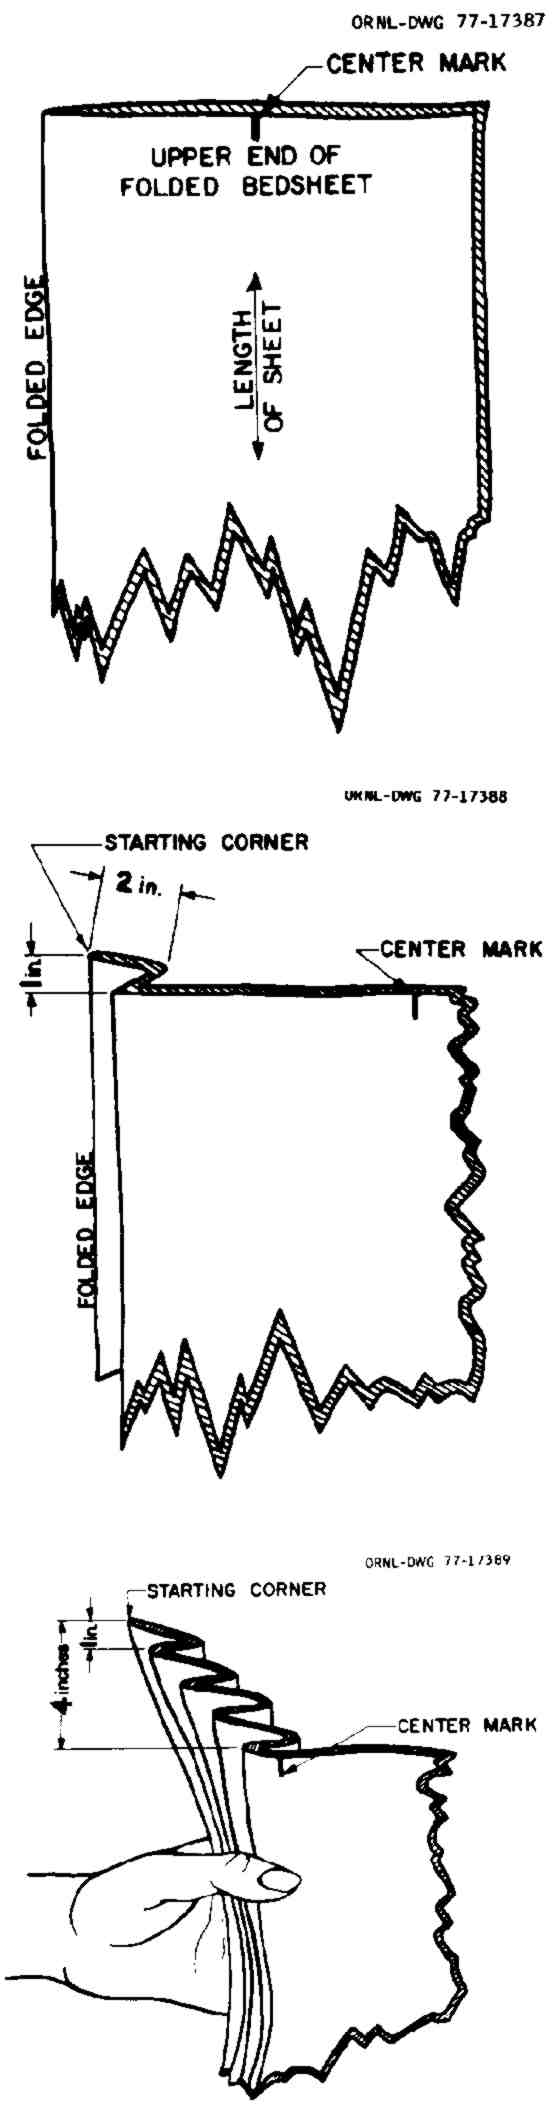 ORNL-DWG 77-17387
CENTER MARK
UPPER END OF
FOLDED BEDSHEET
FOLDED EDGE
LENGTH
OF SHEET
ORNL-DWG 77-17388
STARTING CORNER
2 in.
1 in.
CENTER MARK
FOLDED EDGE
ORNL-DWG 77-17389
STARTING CORNER
1 in.
4 inches
CENTER MARK